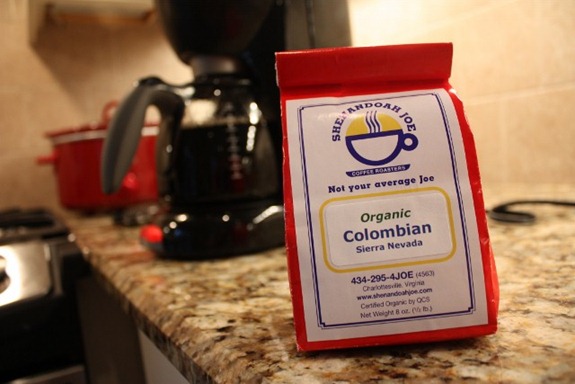 SHENANDOAH JOE
COFFEE ROASTERS
Not your average Joe
Organic
Colombian
Sierra Nevada
434-295-4JOE (4563)
Charlottesville, Virginia
www.shenandoahjoe.com
Certified Organic by QCS
Net Weight 8 oz. (½ lb.)